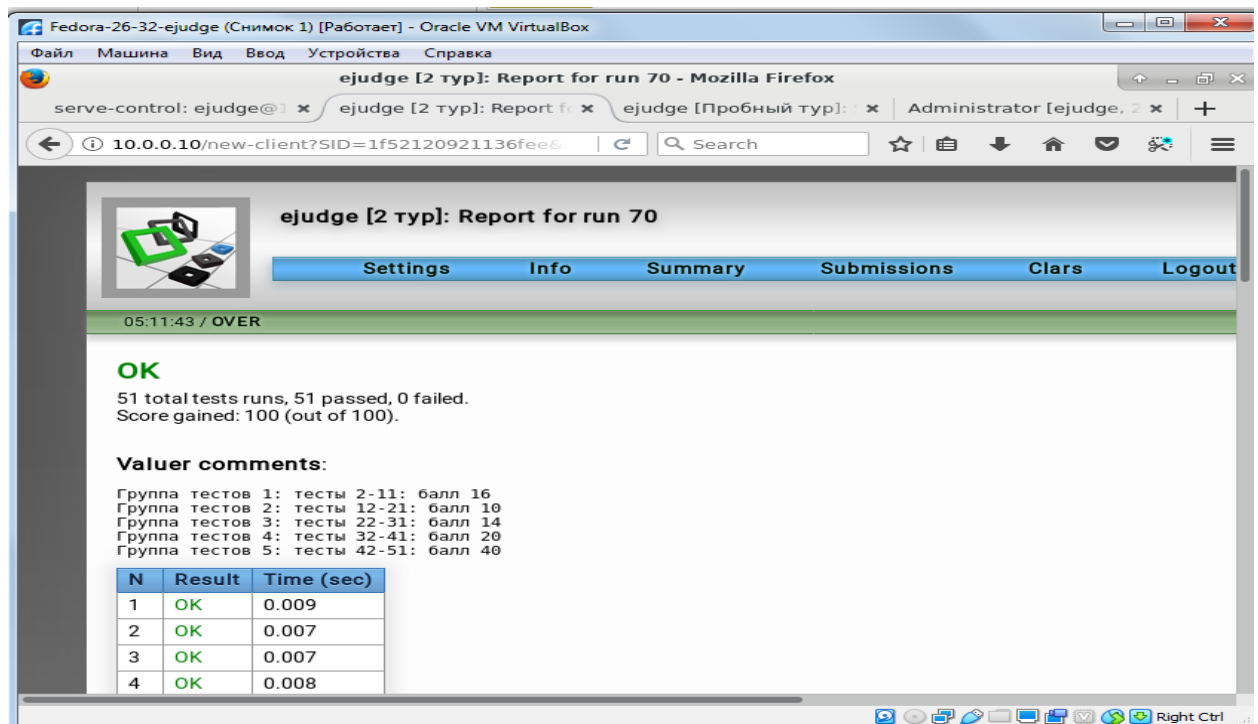 Fedora-26-32-ejudge (Снимок 1) [Работает] - Oracle VM VirtualBox
Файл Машина Вид Ввод Устройства Справка
ejudge [2 тур]: Report for run 70 - Mozilla Firefox
serve-control: ejudge@1 ejudge [2 тур]: Report fo ejudge [Пробный тур]: Administrator [ejudge, 2
10.0.0.10/new-client?SID=1f52120921136fee& Search
ejudge [2 тур]: Report for run 70
Settings Info Summary Submissions Clars Logout
05:11:43 / OVER
OK
51 total tests runs, 51 passed, 0 failed.
Score gained: 100 (out of 100).
Valuer comments:
Группа тестов 1: тесты 2-11: балл 16
Группа тестов 2: тесты 12-21: балл 10
Группа тестов 3: тесты 22-31: балл 14
Группа тестов 4: тесты 32-41: балл 20
Группа тестов 5: тесты 42-51: балл 40
N Result Time (sec)
1 OK 0.009
2 OK 0.007
3 OK 0.007
4 OK 0.008
Right Ctrl